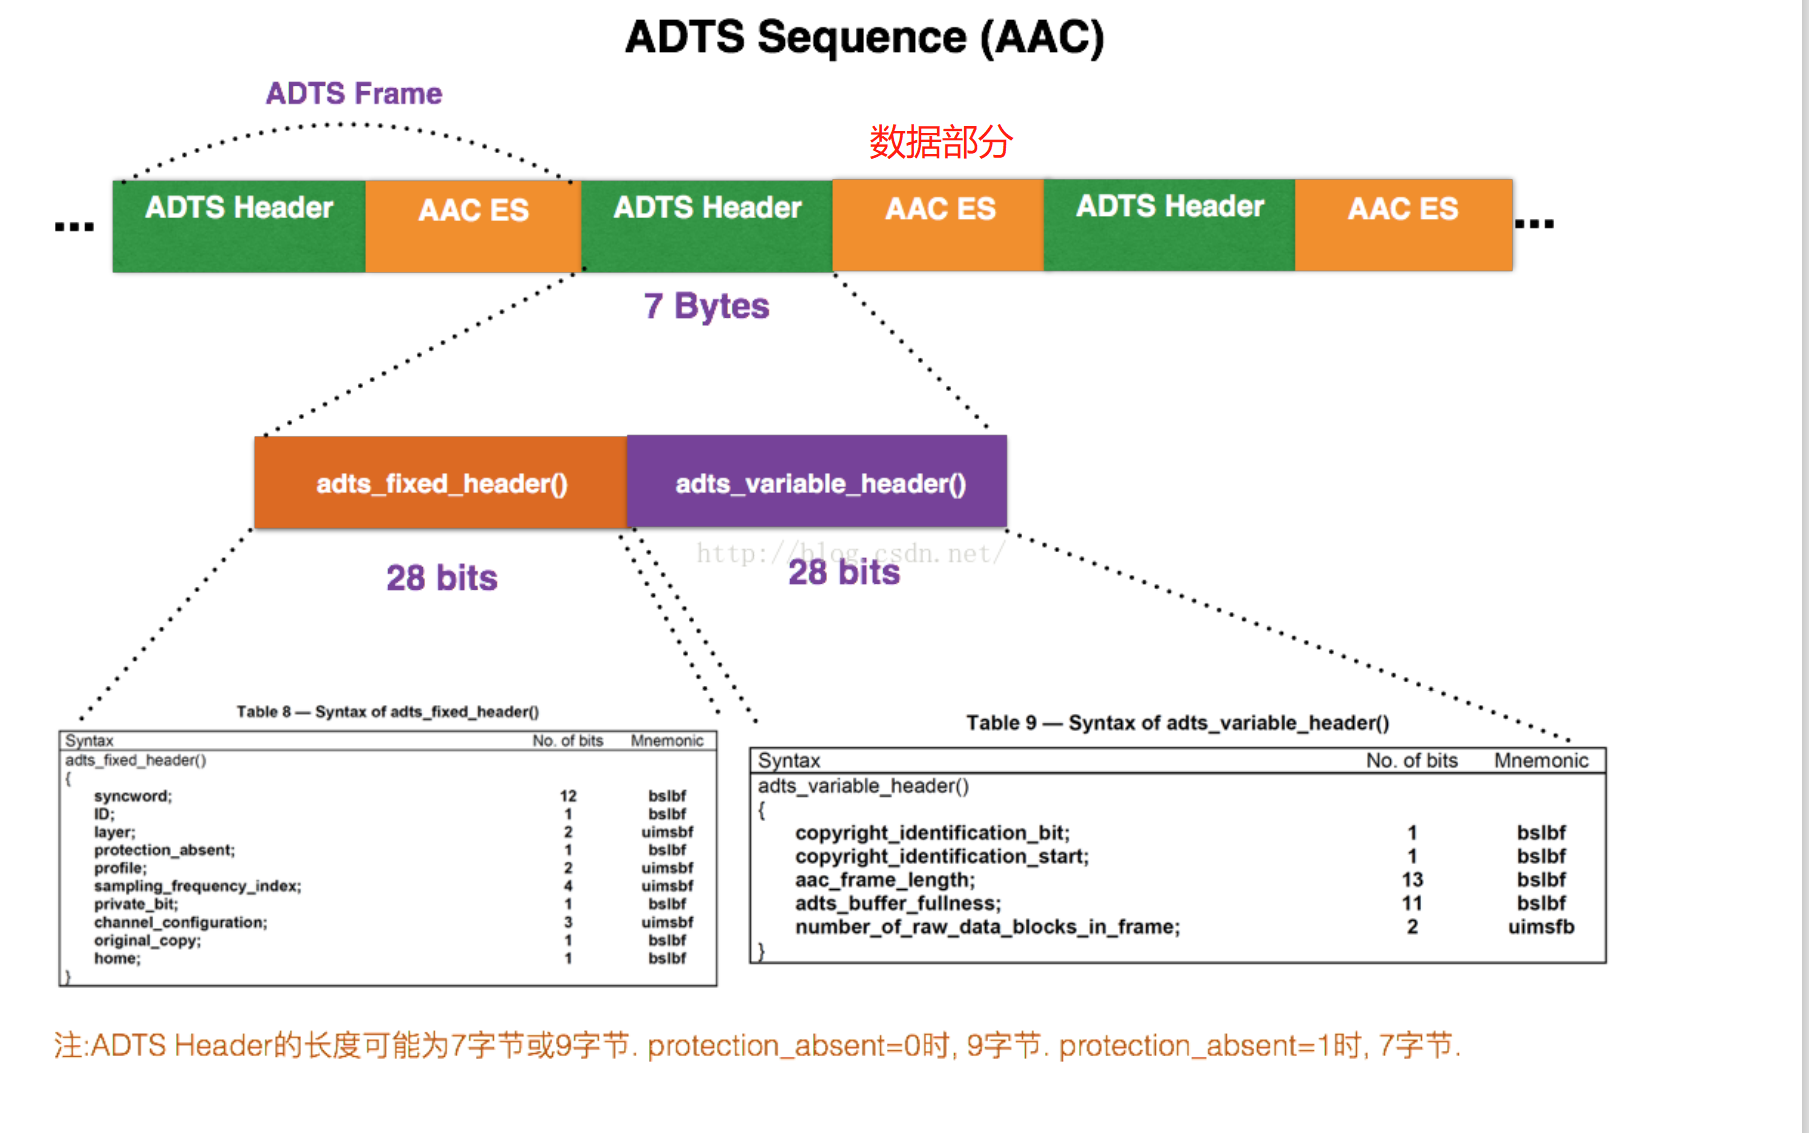 ADTS Sequence (AAC)
ADTS Frame
数据部分
... ADTS Header AAC ES ADTS Header AAC ES ADTS Header AAC ES ...
7 Bytes
adts_fixed_header() adts_variable_header()
http://blog.csdn.net/
28 bits 28 bits
Table 8 — Syntax of adts_fixed_header()
Syntax No. of bits Mnemonic
adts_fixed_header()
{
syncword; 12 bslbf
ID; 1 bslbf
layer; 2 uimsbf
protection_absent; 1 bslbf
profile; 2 uimsbf
sampling_frequency_index; 4 uimsbf
private_bit; 1 bslbf
channel_configuration; 3 uimsbf
original_copy; 1 bslbf
home; 1 bslbf
}
Table 9 — Syntax of adts_variable_header()
Syntax No. of bits Mnemonic
adts_variable_header()
{
copyright_identification_bit; 1 bslbf
copyright_identification_start; 1 bslbf
aac_frame_length; 13 bslbf
adts_buffer_fullness; 11 bslbf
number_of_raw_data_blocks_in_frame; 2 uimsfb
}
注:ADTS Header的长度可能为7字节或9字节. protection_absent=0时, 9字节. protection_absent=1时, 7字节.